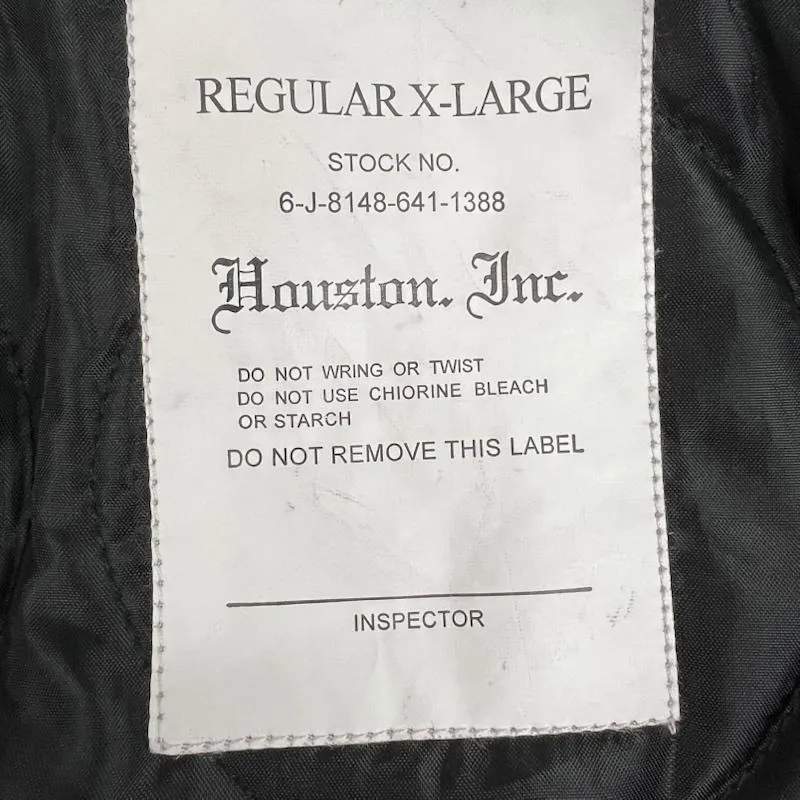 REGULAR X-LARGE
STOCK NO.
6-J-8148-641-1388
Houston. Inc.
DO NOT WRING OR TWIST
DO NOT USE CHIORINE BLEACH
OR STARCH
DO NOT REMOVE THIS LABEL
INSPECTOR